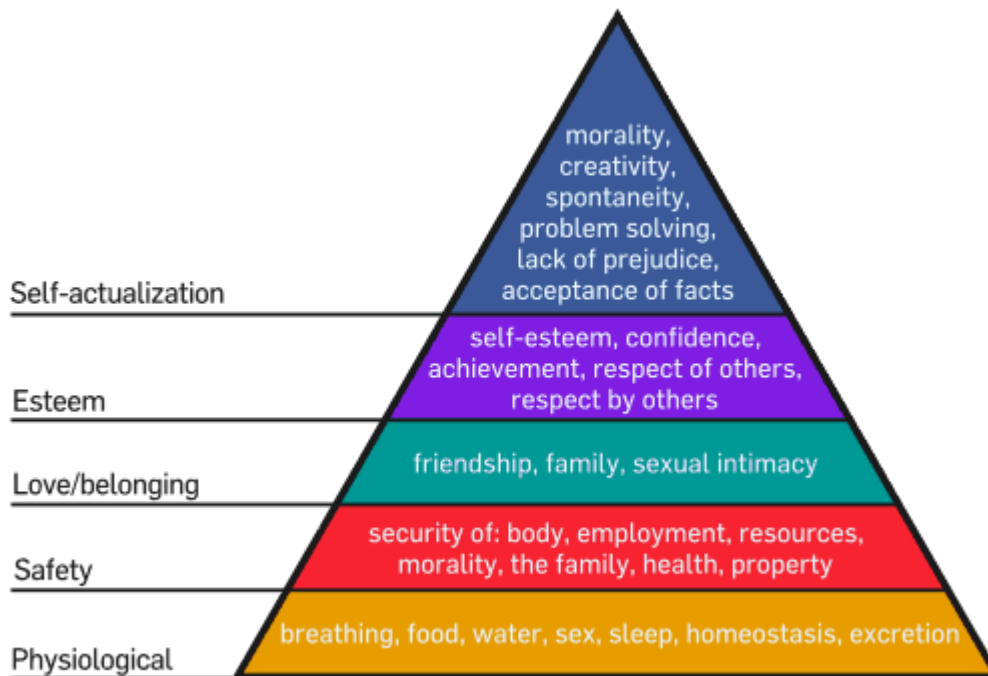 morality,
creativity,
spontaneity,
problem solving,
lack of prejudice,
acceptance of facts
Self-actualization
self-esteem, confidence,
achievement, respect of others,
respect by others
Esteem
friendship, family, sexual intimacy
Love/belonging
security of: body, employment, resources,
morality, the family, health, property
Safety
breathing, food, water, sex, sleep, homeostasis, excretion
Physiological